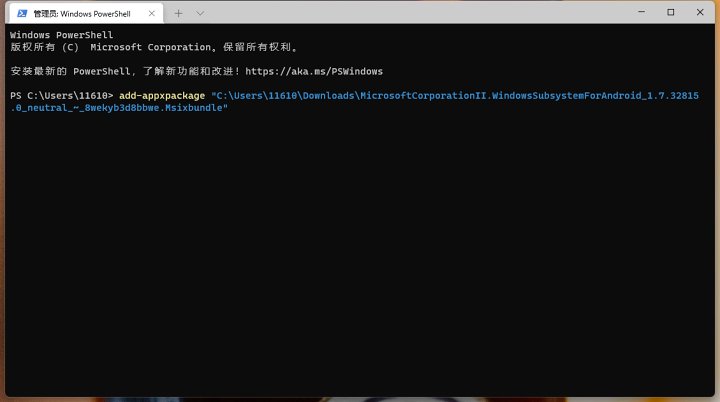 管理员: Windows PowerShell
Windows PowerShell
版权所有 (C)  Microsoft Corporation。保留所有权利。
安装最新的 PowerShell，了解新功能和改进！https://aka.ms/PSWindows
PS C:\Users\11610> add-appxpackage "C:\Users\11610\Downloads\MicrosoftCorporationII.WindowsSubsystemForAndroid_1.7.32815
.0_neutral_~_8wekyb3d8bbwe.Msixbundle"